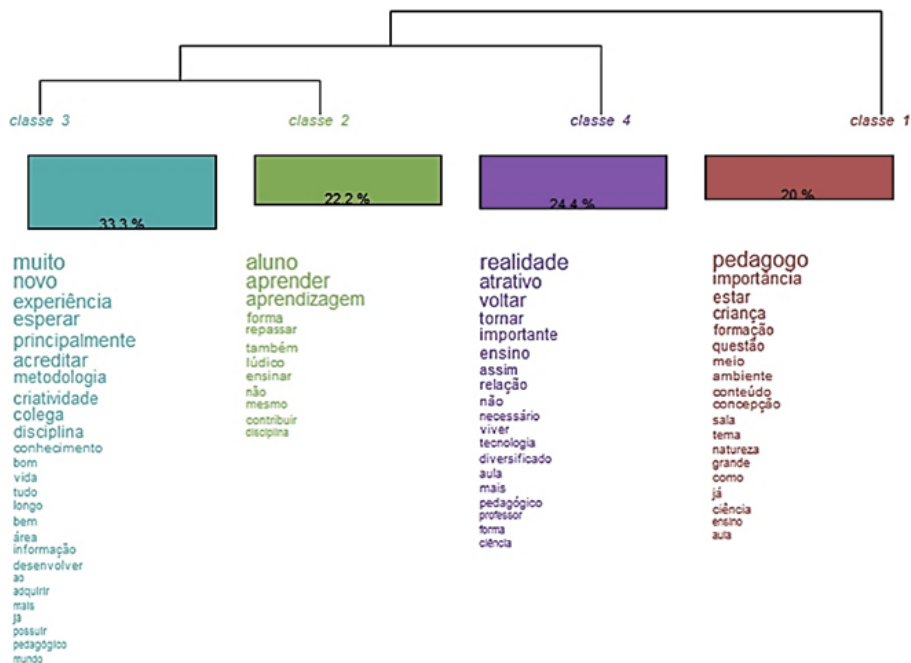 classe 3
classe 2
classe 4
classe 1
33.3 %
22.2 %
24.4 %
20 %
muito
novo
experiência
esperar
principalmente
acreditar
metodologia
criatividade
colega
disciplina
conhecimento
bom
vida
tudo
longo
bem
área
informação
desenvolver
ao
adquirir
mais
já
possuir
pedagógico
mundo
aluno
aprender
aprendizagem
forma
repassar
também
lúdico
ensinar
não
mesmo
contribuir
disciplina
realidade
atrativo
voltar
tornar
importante
ensino
assim
relação
não
necessário
viver
tecnologia
diversificado
aula
mais
pedagógico
professor
forma
ciência
pedagogo
importância
estar
criança
formação
questão
meio
ambiente
conteúdo
concepção
sala
tema
natureza
grande
como
já
ciência
ensino
aula